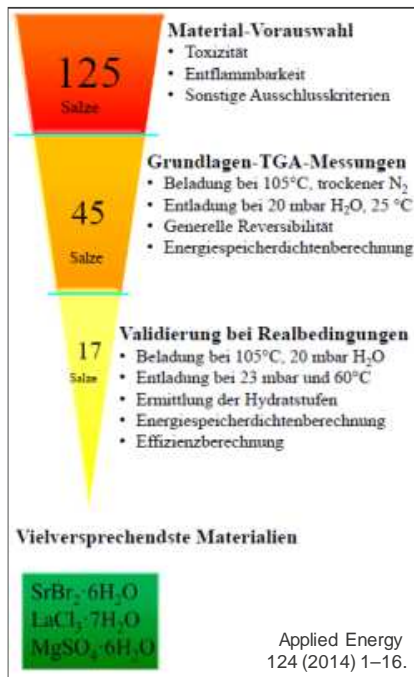 125
Salze
Material-Vorauswahl
• Toxizität
• Entflammbarkeit
• Sonstige Ausschlusskriterien
45
Salze
Grundlagen-TGA-Messungen
• Beladung bei 105°C, trockener N₂
• Entladung bei 20 mbar H₂O, 25 °C
• Generelle Reversibilität
• Energiespeicherdichtenberechnung
17
Salze
Validierung bei Realbedingungen
• Beladung bei 105°C, 20 mbar H₂O
• Entladung bei 23 mbar und 60°C
• Ermittlung der Hydratstufen
• Energiespeicherdichtenberechnung
• Effizienzberechnung
Vielversprechendste Materialien
SrBr₂·6H₂O
LaCl₃·7H₂O
MgSO₄·6H₂O
Applied Energy
124 (2014) 1–16.